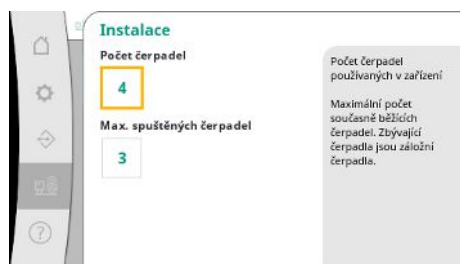 Instalace
Počet čerpadel
4
Max. spuštěných čerpadel
3
Počet čerpadel
používaných v zařízení
Maximální počet
současně běžících
čerpadel. Zbývající
čerpadla jsou záložní
čerpadla.
?